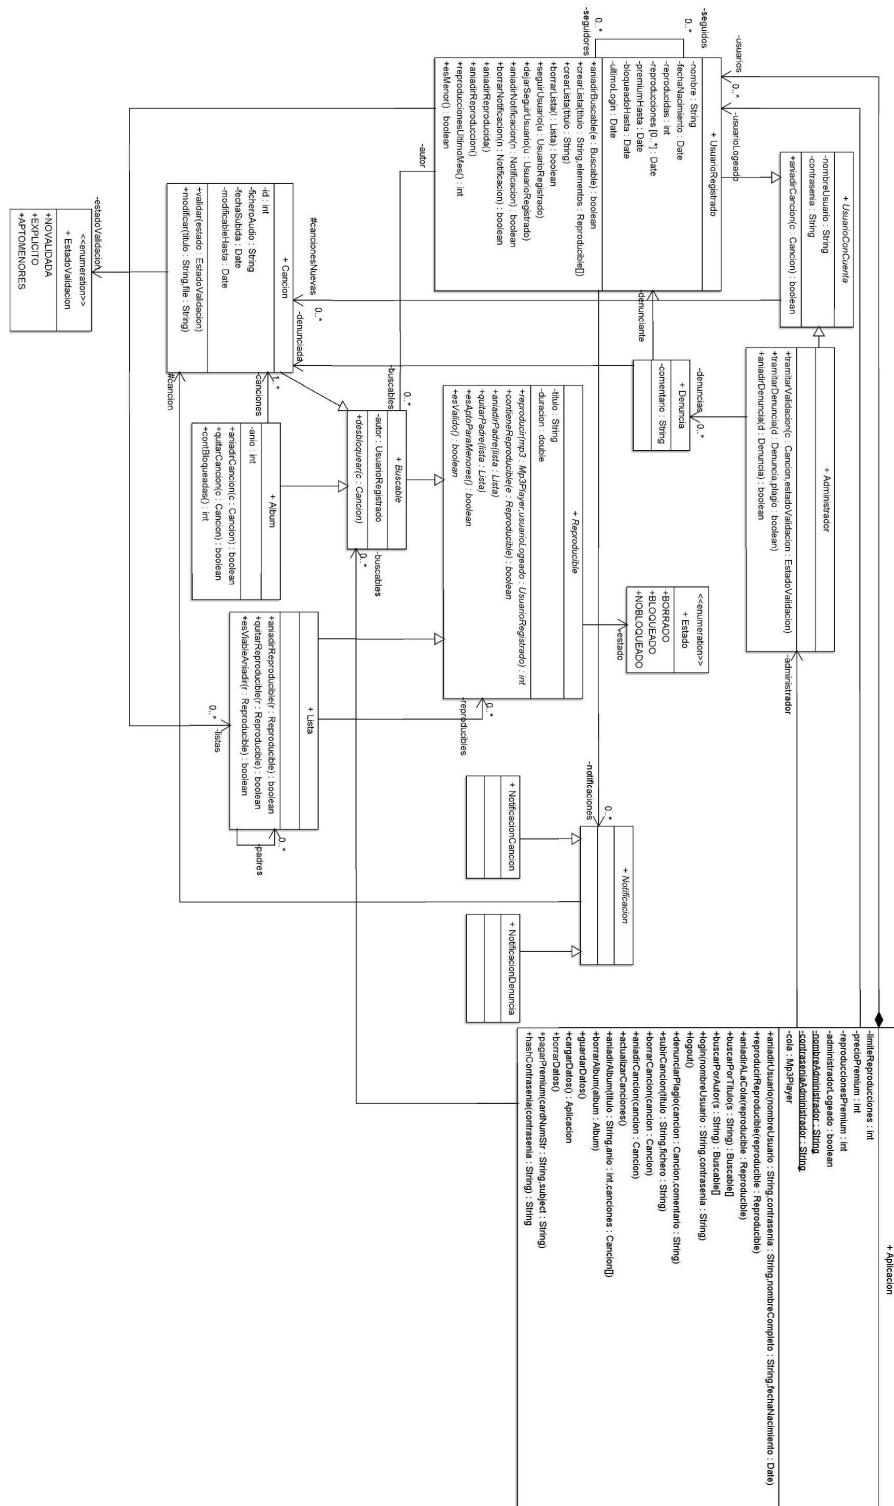 + Aplicacion
-limiteReproducciones : int
-precioPremium : int
-reproduccionesPremium : int
-administradorLogeado : boolean
-nombreAdministrador : String
-contraseniaAdministrador : String
-cola : Mp3Player
+aniadirUsuario(nombreUsuario : String,contrasenia : String,nombreCompleto : String,fechaNacimiento : Date)
+reproducirReproducible(reproducible : Reproducible)
+aniadirALaCola(reproducible : Reproducible)
+buscarPorTitulo(s : String) : Buscable[]
+buscarPorAutor(s : String) : Buscable[]
+login(nombreUsuario : String,contrasenia : String)
+logout()
+denunciarPlagio(cancion : Cancion,comentario : String)
+subirCancion(titulo : String,fichero : String)
+borrarCancion(cancion : Cancion)
+aniadirCancion(cancion : Cancion)
+actualizarCanciones()
+aniadirAlbum(titulo : String,anio : int,canciones : Cancion[])
+borrarAlbum(album : Album)
+guardarDatos()
+cargarDatos() : Aplicacion
+borrarDatos()
+pagarPremium(cardNumStr : String,subject : String)
+hashContrasenia(contrasenia : String) : String
-usuarios
0..*
-usuarioLogeado
-administrador
+ UsuarioConCuenta
-nombreUsuario : String
-contrasenia : String
+aniadirCancion(c : Cancion) : boolean
+ Administrador
+tramitarValidacion(c : Cancion,estadoValidacion : EstadoValidacion)
+tramitarDenuncia(d : Denuncia,plagio : boolean)
+aniadirDenuncia(d : Denuncia) : boolean
-seguidos
0..*
0..*
-seguidores
+ UsuarioRegistrado
-nombre : String
-fechaNacimiento : Date
-reproducidas : int
-reproducciones [0..*] : Date
-premiumHasta : Date
-bloqueadoHasta : Date
-ultimoLogin : Date
+aniadirBuscable(e : Buscable) : boolean
+crearLista(titulo : String,elementos : Reproducible[])
+crearLista(titulo : String)
+borrarLista(l : Lista) : boolean
+seguirUsuario(u : UsuarioRegistrado)
+dejarSeguirUsuario(u : UsuarioRegistrado)
+aniadirNotificacion(n : Notificacion) : boolean
+borrarNotificacion(n : Notificacion) : boolean
+aniadirReproducida()
+aniadirReproduccion()
+reproduccionesUltimoMes() : int
+esMenor() : boolean
-denunciante
-denuncias
0..*
+ Denuncia
-comentario : String
<<enumeration>>
+ Estado
+BORRADO
+BLOQUEADO
+NOBLOQUEADO
-estado
+ Reproducible
-titulo : String
-duracion : double
+reproducir(mp3 : Mp3Player,usuarioLogeado : UsuarioRegistrado) : int
+contieneReproducible(e : Reproducible) : boolean
+aniadirPadre(lista : Lista)
+quitarPadre(lista : Lista)
+esAptoParaMenores() : boolean
+esValido() : boolean
0..*
-reproducibles
+ Notificacion
0..*
-notificaciones
+ NotificacionCancion
+ NotificacionDenuncia
-autor
0..*
-buscables
+ Buscable
-autor : UsuarioRegistrado
+desbloquear(c : Cancion)
-buscables
0..*
#cancionesNuevas
0..*
-denunciada
+ Cancion
-id : int
-ficheroAudio : String
-fechaSubida : Date
-modificableHasta : Date
+validar(estado : EstadoValidacion)
+modificar(titulo : String,file : String)
1..*
-canciones
#cancion
+ Album
-anio : int
+aniadirCancion(c : Cancion) : boolean
+quitarCancion(c : Cancion) : boolean
+contBloqueadas() : int
+ Lista
+aniadirReproducible(r : Reproducible) : boolean
+quitarReproducible(r : Reproducible) : boolean
+esViableAniadir(r : Reproducible) : boolean
0..*
-listas
0..*
-padres
-estadoValidacion
<<enumeration>>
+ EstadoValidacion
+NOVALIDADA
+EXPLICITO
+APTOMENORES